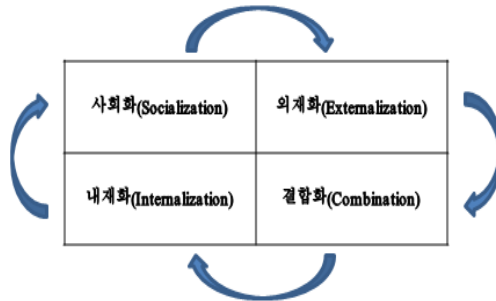 사회화(Socialization)
외재화(Externalization)
내재화(Internalization)
결합화(Combination)